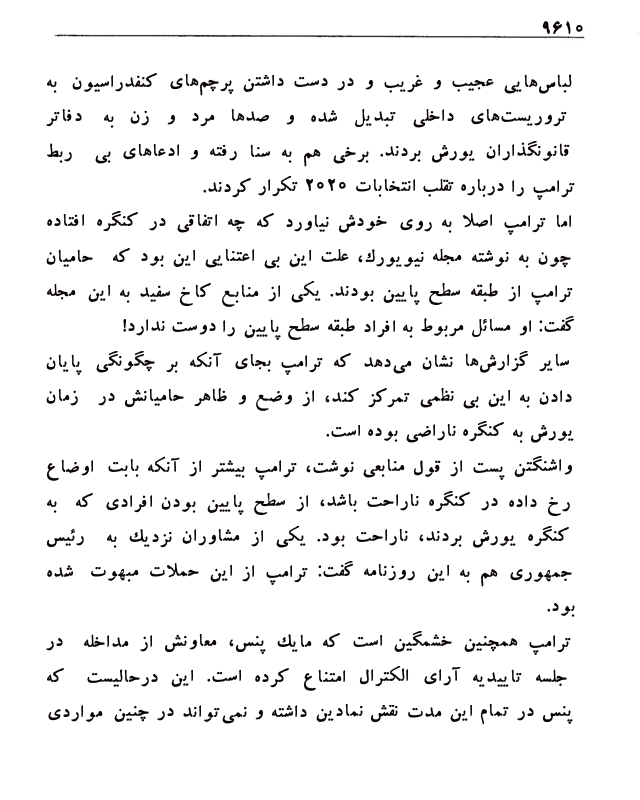 ۹۶۱۰
لباس‌هایی عجیب و غریب و در دست داشتن پرچم‌های کنفدراسیون به
تروریست‌های داخلی تبدیل شده و صدها مرد و زن به دفاتر
قانونگذاران یورش بردند. برخی هم به سنا رفته و ادعاهای بی ربط
ترامپ را درباره تقلب انتخابات ۲۰۲۰ تکرار کردند.
اما ترامپ اصلا به روی خودش نیاورد که چه اتفاقی در کنگره افتاده
چون به نوشته مجله نیویورك، علت این بی اعتنایی این بود که حامیان
ترامپ از طبقه سطح پایین بودند. یکی از منابع کاخ سفید به این مجله
گفت: او مسائل مربوط به افراد طبقه سطح پایین را دوست ندارد!
سایر گزارش‌ها نشان می‌دهد که ترامپ بجای آنکه بر چگونگی پایان
دادن به این بی نظمی تمرکز کند، از وضع و ظاهر حامیانش در زمان
یورش به کنگره ناراضی بوده است.
واشنگتن پست از قول منابعی نوشت، ترامپ بیشتر از آنکه بابت اوضاع
رخ داده در کنگره ناراحت باشد، از سطح پایین بودن افرادی که به
کنگره یورش بردند، ناراحت بود. یکی از مشاوران نزدیك به رئیس
جمهوری هم به این روزنامه گفت: ترامپ از این حملات مبهوت شده
بود.
ترامپ همچنین خشمگین است که مایك پنس، معاونش از مداخله در
جلسه تاییدیه آرای الکترال امتناع کرده است. این درحالیست که
پنس در تمام این مدت نقش نمادین داشته و نمی‌تواند در چنین مواردی